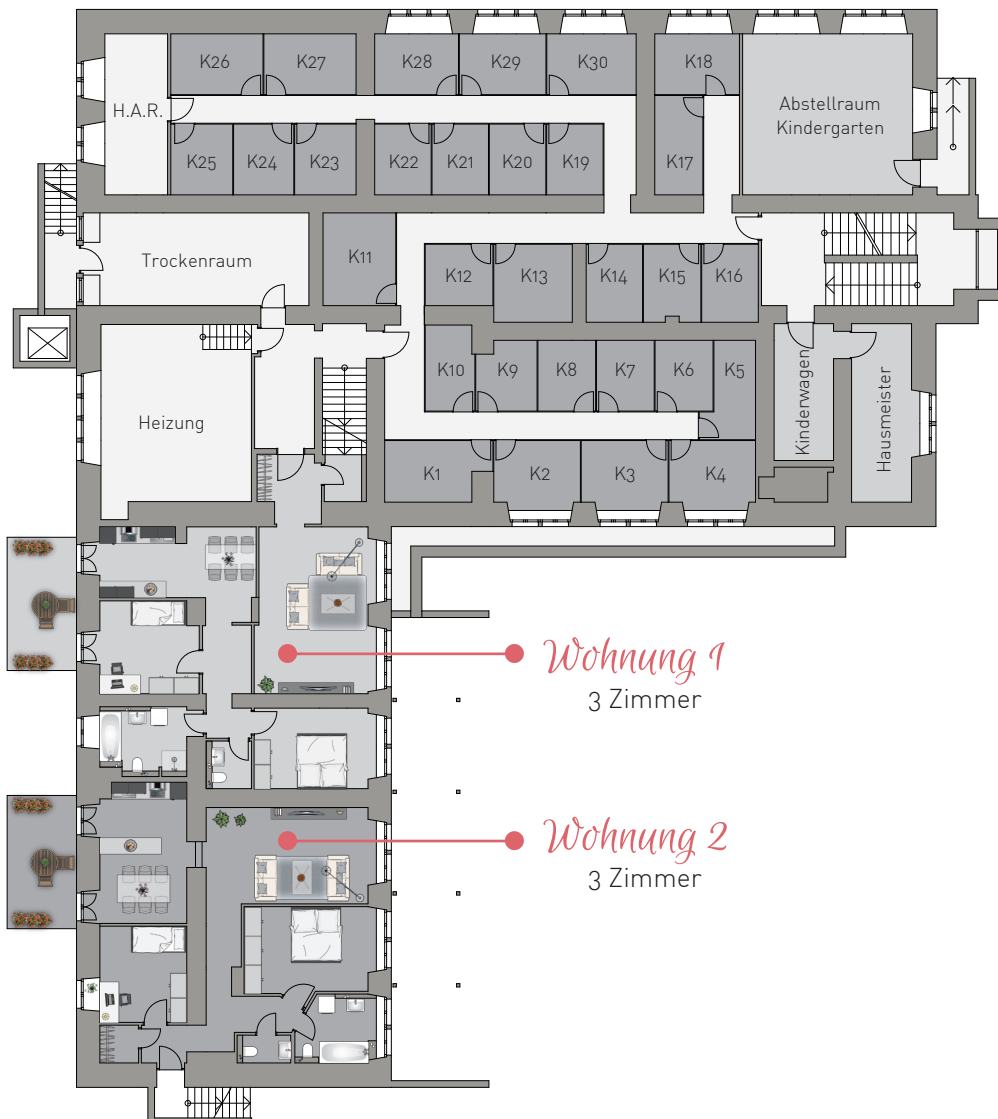 K26
K27
K28
K29
K30
K18
H.A.R.
Abstellraum
Kindergarten
K25
K24
K23
K22
K21
K20
K19
K17
Trockenraum
K11
K12
K13
K14
K15
K16
K10
K9
K8
K7
K6
K5
Kinderwagen
Hausmeister
Heizung
K1
K2
K3
K4
Wohnung 1
3 Zimmer
Wohnung 2
3 Zimmer